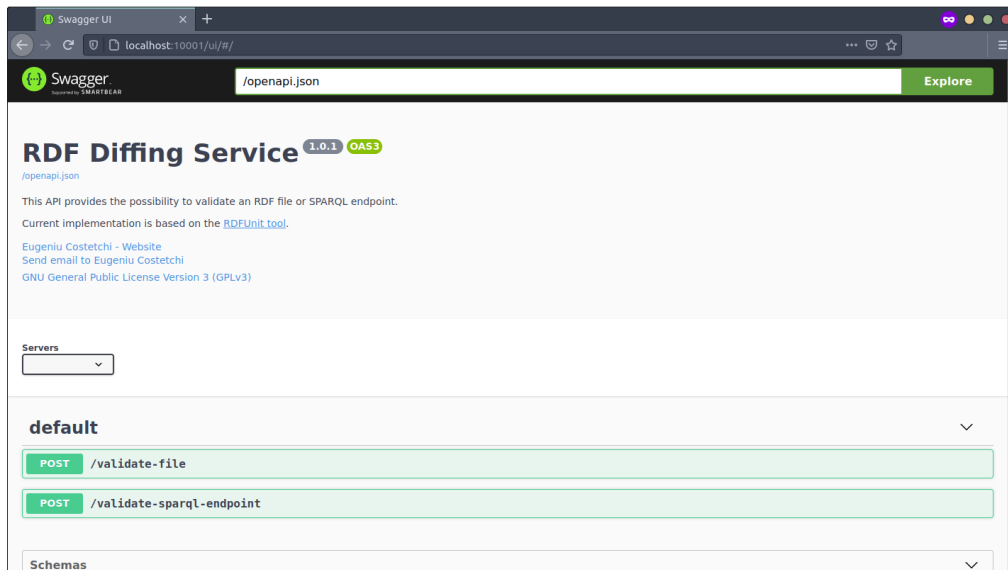 Swagger UI
localhost:10001/ui/#/
Swagger.
Supported by SMARTBEAR
/openapi.json
Explore
RDF Diffing Service 1.0.1 OAS3
/openapi.json
This API provides the possibility to validate an RDF file or SPARQL endpoint.
Current implementation is based on the RDFUnit tool.
Eugeniu Costetchi - Website
Send email to Eugeniu Costetchi
GNU General Public License Version 3 (GPLv3)
Servers
default
POST /validate-file
POST /validate-sparql-endpoint
Schemas